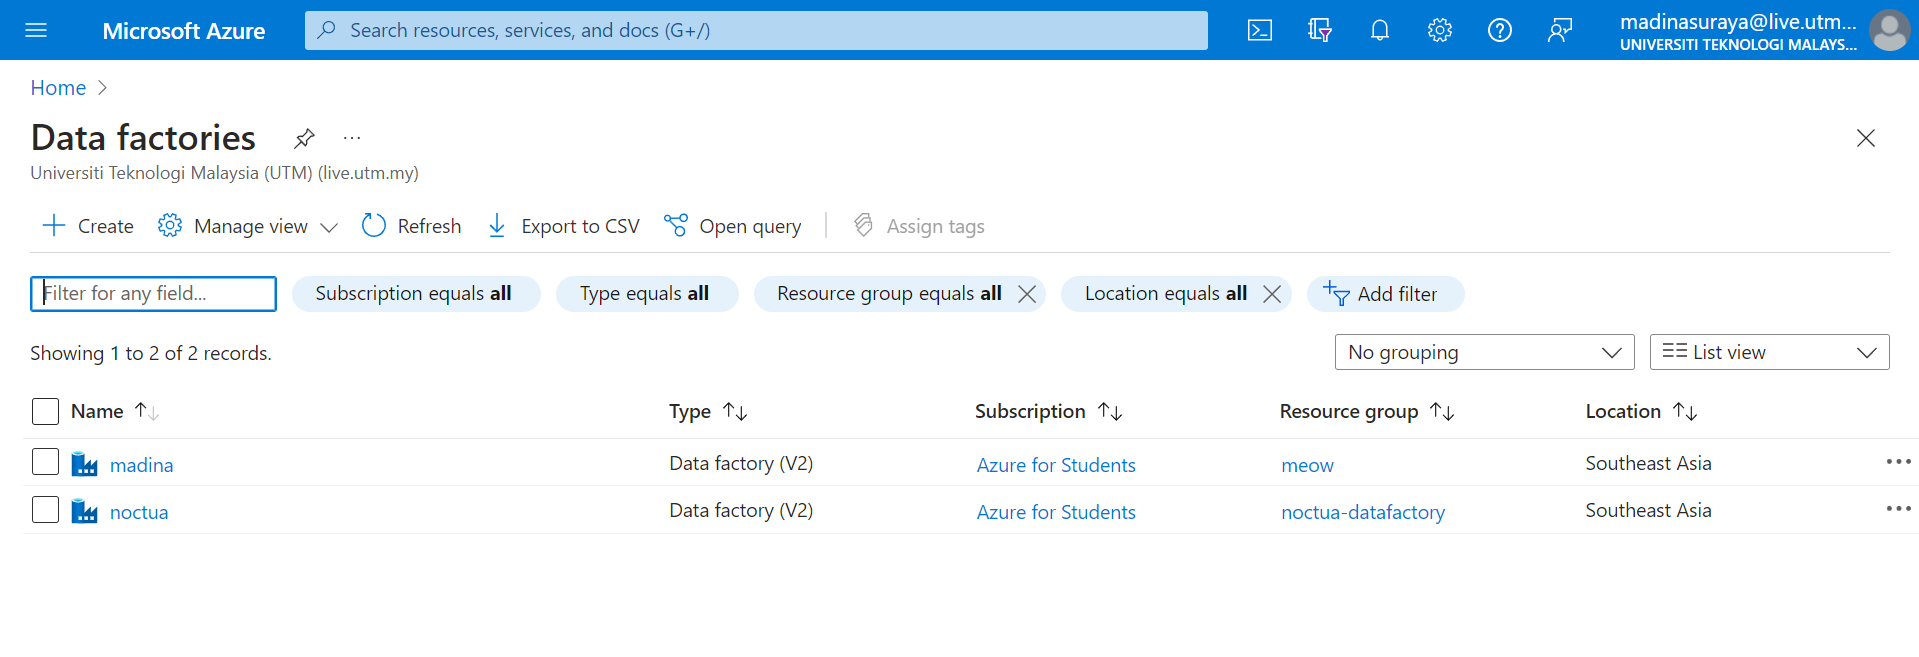 Microsoft Azure
Search resources, services, and docs (G+/)
madinasuraya@live.utm...
UNIVERSITI TEKNOLOGI MALAYS...
Home
Data factories
Universiti Teknologi Malaysia (UTM) (live.utm.my)
Create Manage view Refresh Export to CSV Open query Assign tags
Filter for any field... Subscription equals all Type equals all Resource group equals all Location equals all Add filter
Showing 1 to 2 of 2 records. No grouping List view
Name Type Subscription Resource group Location
madina Data factory (V2) Azure for Students meow Southeast Asia
noctua Data factory (V2) Azure for Students noctua-datafactory Southeast Asia